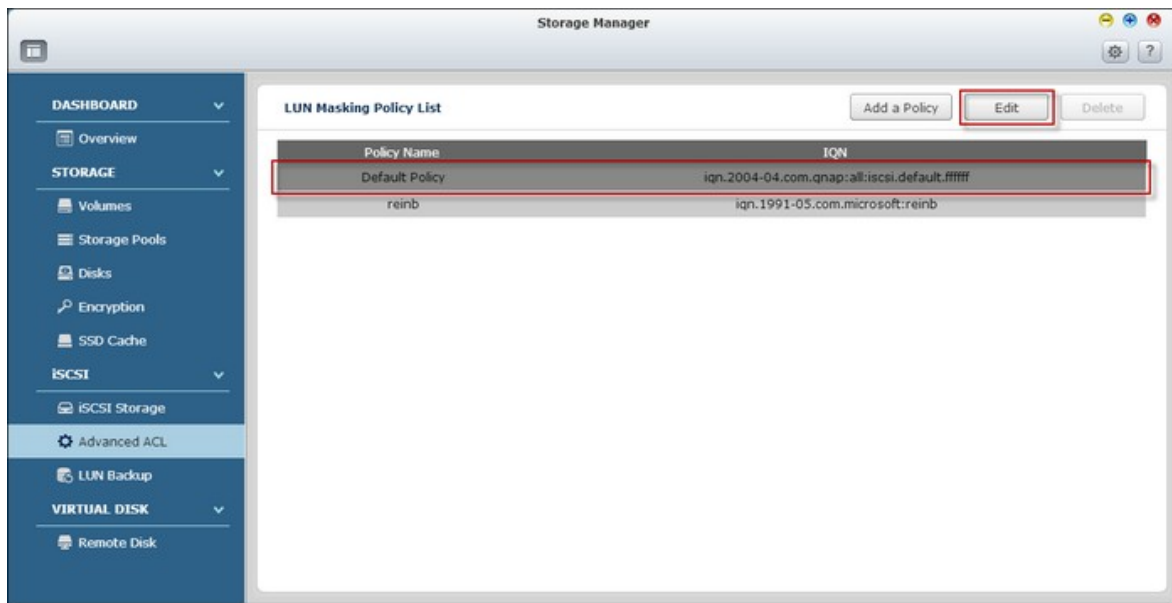 Storage Manager
?
DASHBOARD
Overview
STORAGE
Volumes
Storage Pools
Disks
Encryption
SSD Cache
iSCSI
iSCSI Storage
Advanced ACL
LUN Backup
VIRTUAL DISK
Remote Disk
LUN Masking Policy List
Add a Policy Edit Delete
Policy Name IQN
Default Policy iqn.2004-04.com.qnap:all:iscsi.default.ffffff
reinb iqn.1991-05.com.microsoft:reinb